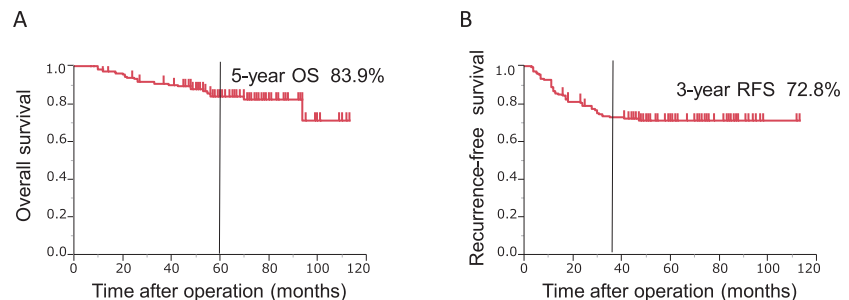 A
Overall survival
1.0
0.8
0.6
0.4
0.2
0.0
5-year OS 83.9%
0 20 40 60 80 100 120
Time after operation (months)
B
Recurrence-free survival
1.0
0.8
0.6
0.4
0.2
0.0
3-year RFS 72.8%
0 20 40 60 80 100 120
Time after operation (months)